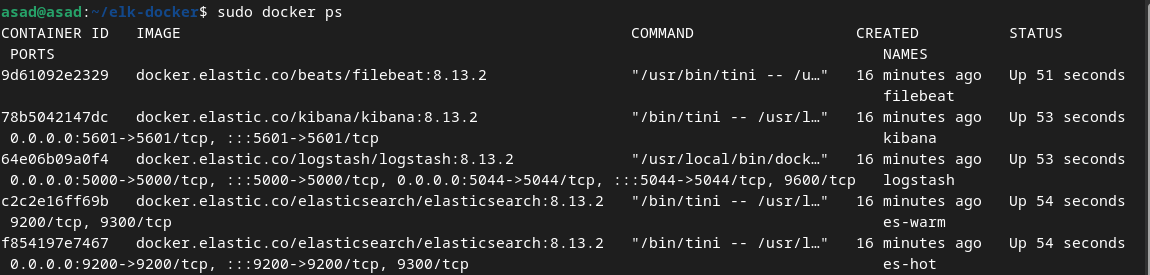 asad@asad:~/elk-docker$ sudo docker ps
CONTAINER ID   IMAGE                                                 COMMAND                  CREATED          STATUS
 PORTS                                                                                           NAMES
9d61092e2329   docker.elastic.co/beats/filebeat:8.13.2               "/usr/bin/tini -- /u…"   16 minutes ago   Up 51 seconds
                                                                                                 filebeat
78b5042147dc   docker.elastic.co/kibana/kibana:8.13.2                "/bin/tini -- /usr/l…"   16 minutes ago   Up 53 seconds
 0.0.0.0:5601->5601/tcp, :::5601->5601/tcp                                                       kibana
64e06b09a0f4   docker.elastic.co/logstash/logstash:8.13.2            "/usr/local/bin/dock…"   16 minutes ago   Up 53 seconds
 0.0.0.0:5000->5000/tcp, :::5000->5000/tcp, 0.0.0.0:5044->5044/tcp, :::5044->5044/tcp, 9600/tcp   logstash
c2c2e16ff69b   docker.elastic.co/elasticsearch/elasticsearch:8.13.2   "/bin/tini -- /usr/l…"   16 minutes ago   Up 54 seconds
 9200/tcp, 9300/tcp                                                                              es-warm
f854197e7467   docker.elastic.co/elasticsearch/elasticsearch:8.13.2   "/bin/tini -- /usr/l…"   16 minutes ago   Up 54 seconds
 0.0.0.0:9200->9200/tcp, :::9200->9200/tcp, 9300/tcp                                             es-hot